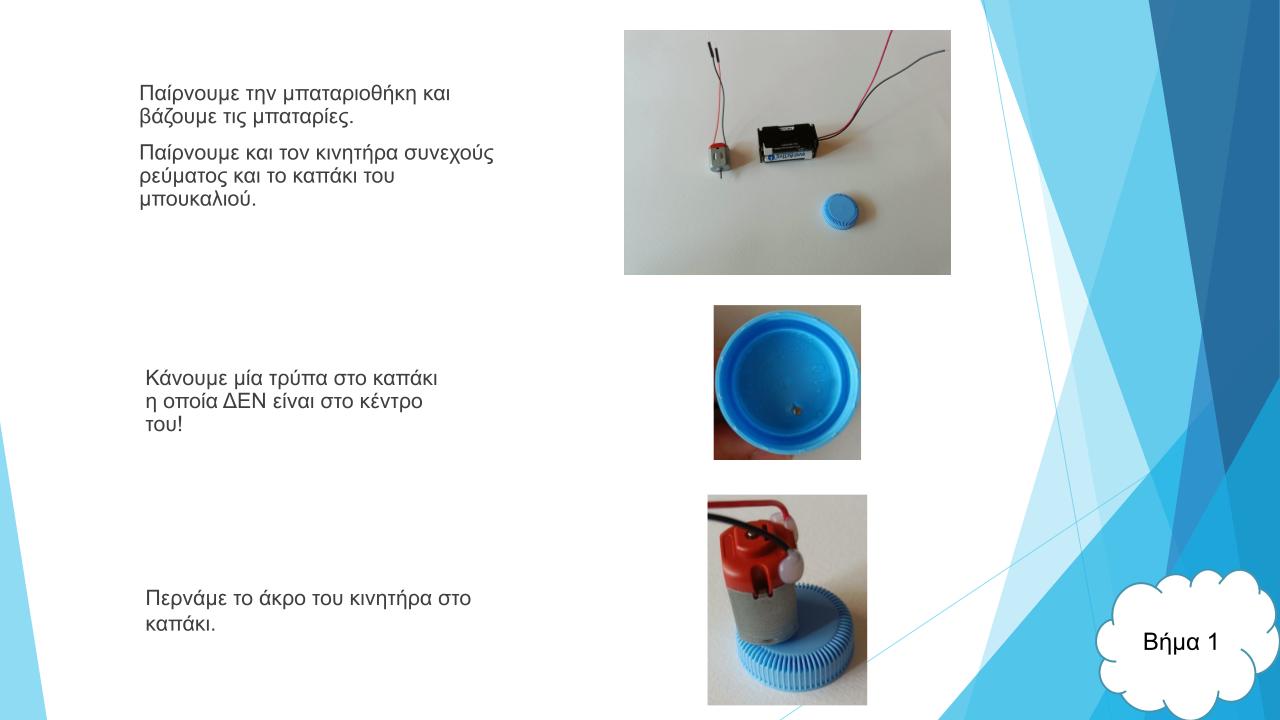 Παίρνουμε την μπαταριοθήκη και
βάζουμε τις μπαταρίες.
Παίρνουμε και τον κινητήρα συνεχούς
ρεύματος και το καπάκι του
μπουκαλιού.
everActive
Κάνουμε μία τρύπα στο καπάκι
η οποία ΔΕΝ είναι στο κέντρο
του!
Περνάμε το άκρο του κινητήρα στο
καπάκι.
Βήμα 1